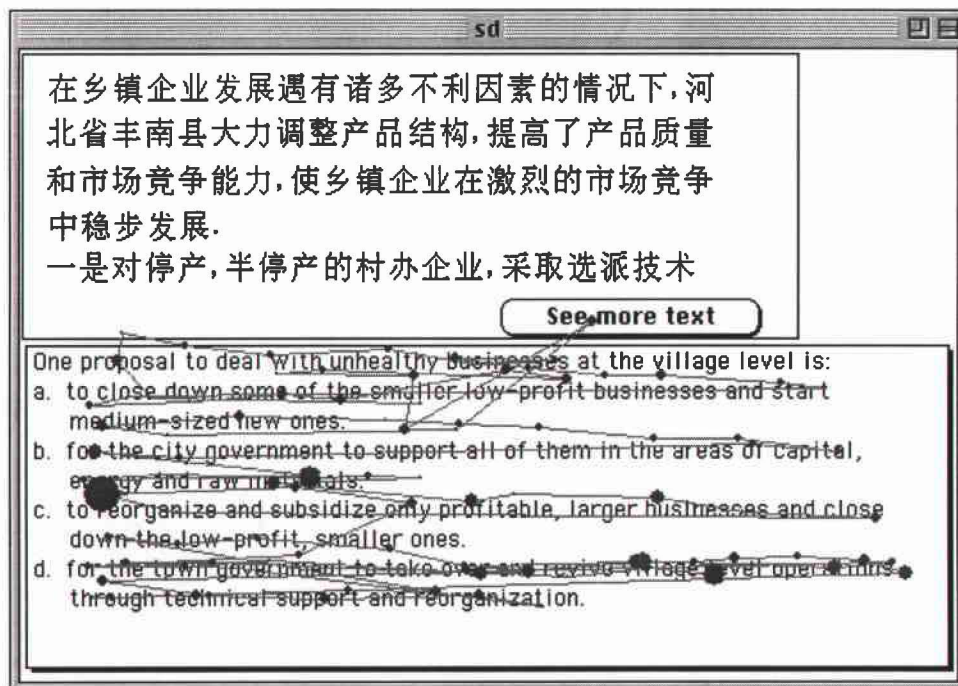 sd
在乡镇企业发展遇有诸多不利因素的情况下,河
北省丰南县大力调整产品结构,提高了产品质量
和市场竞争能力,使乡镇企业在激烈的市场竞争
中稳步发展.
一是对停产,半停产的村办企业,采取选派技术
See more text
One proposal to deal with unhealthy businesses at the village level is:
a. to close down some of the smaller low-profit businesses and start
medium-sized new ones.
b. for the city government to support all of them in the areas of capital,
energy and raw materials.
c. to reorganize and subsidize only profitable, larger businesses and close
down the low-profit, smaller ones.
d. for the town government to take over and revive village level operations
through technical support and reorganization.